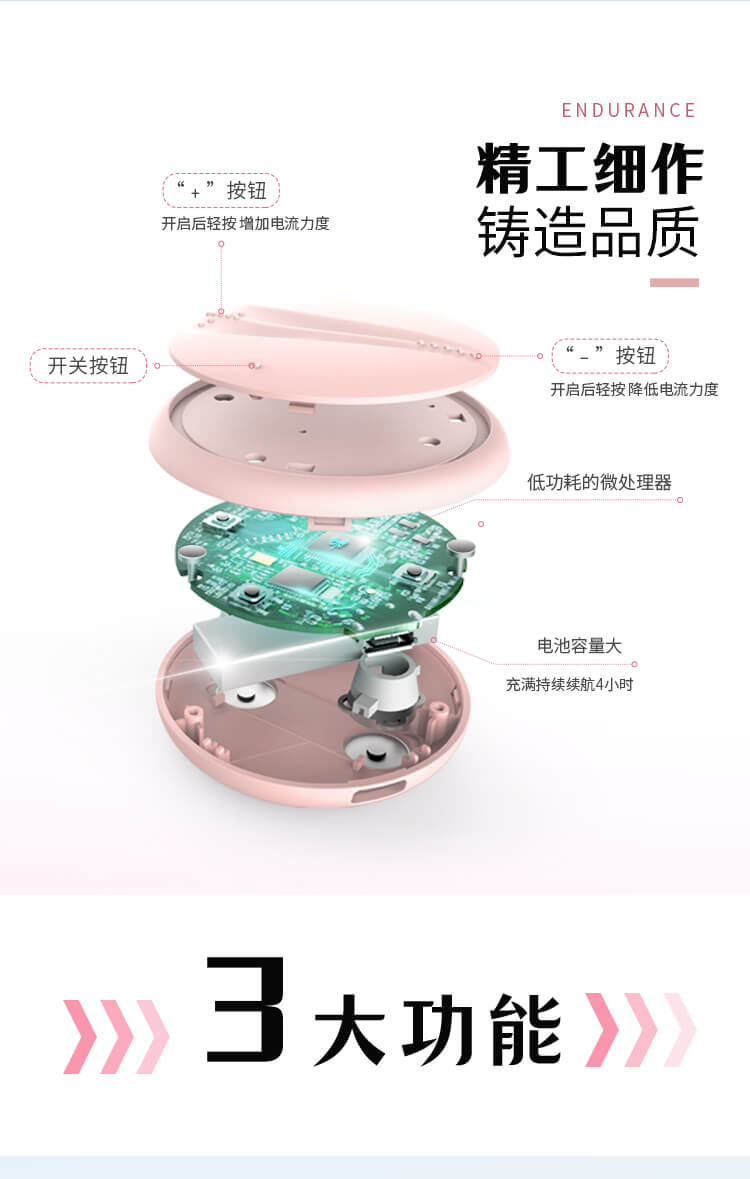 ENDURANCE
精工细作
铸造品质
“+”按钮
开启后轻按 增加电流力度
开关按钮
“-”按钮
开启后轻按 降低电流力度
低功耗的微处理器
电池容量大
充满持续续航4小时
3大功能